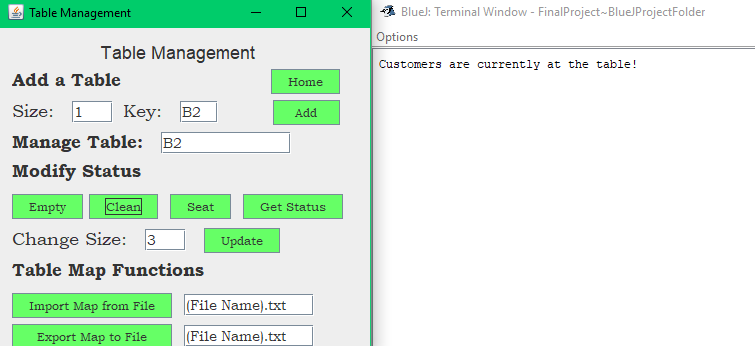 Table Management
BlueJ: Terminal Window - FinalProject~BlueJProjectFolder
Options
Customers are currently at the table!
Table Management
Add a Table Home
Size: 1 Key: B2 Add
Manage Table: B2
Modify Status
Empty Clean Seat Get Status
Change Size: 3 Update
Table Map Functions
Import Map from File (File Name).txt
Export Map to File (File Name).txt